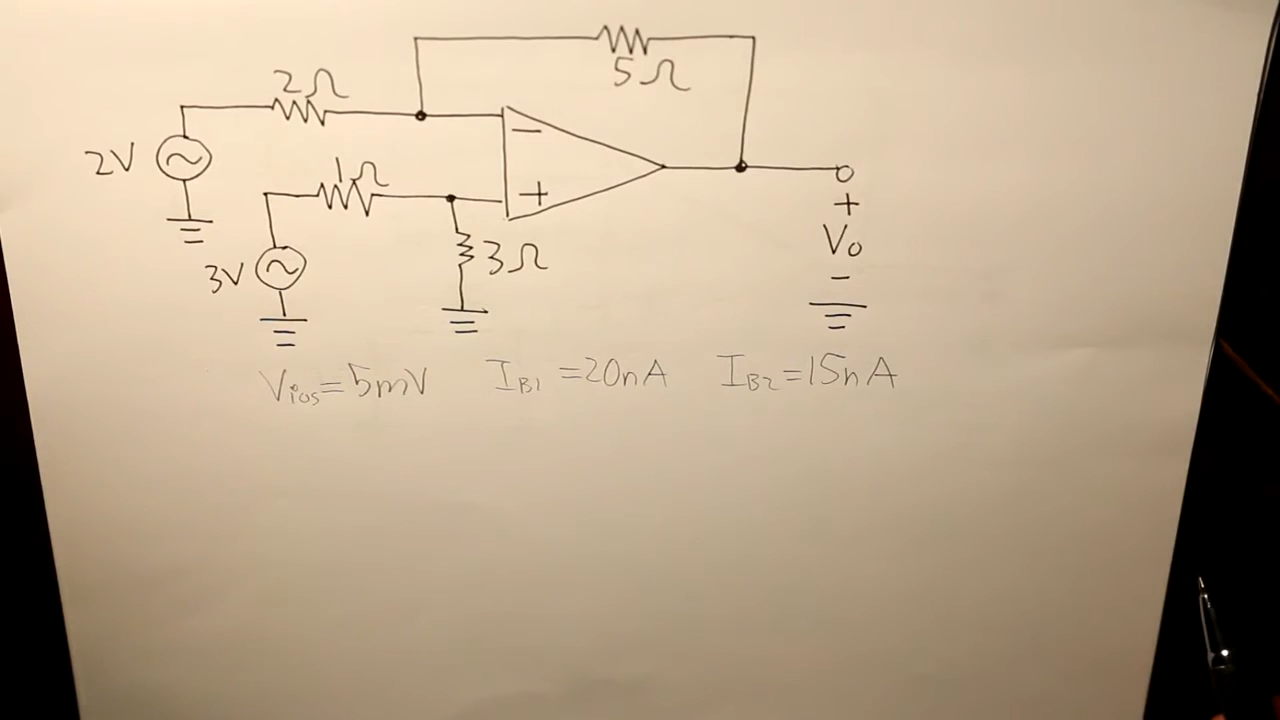 5Ω
2Ω
2V
1Ω
3V
3Ω
−
+
+
Vo
−
Vios=5mV IB1=20nA IB2=15nA